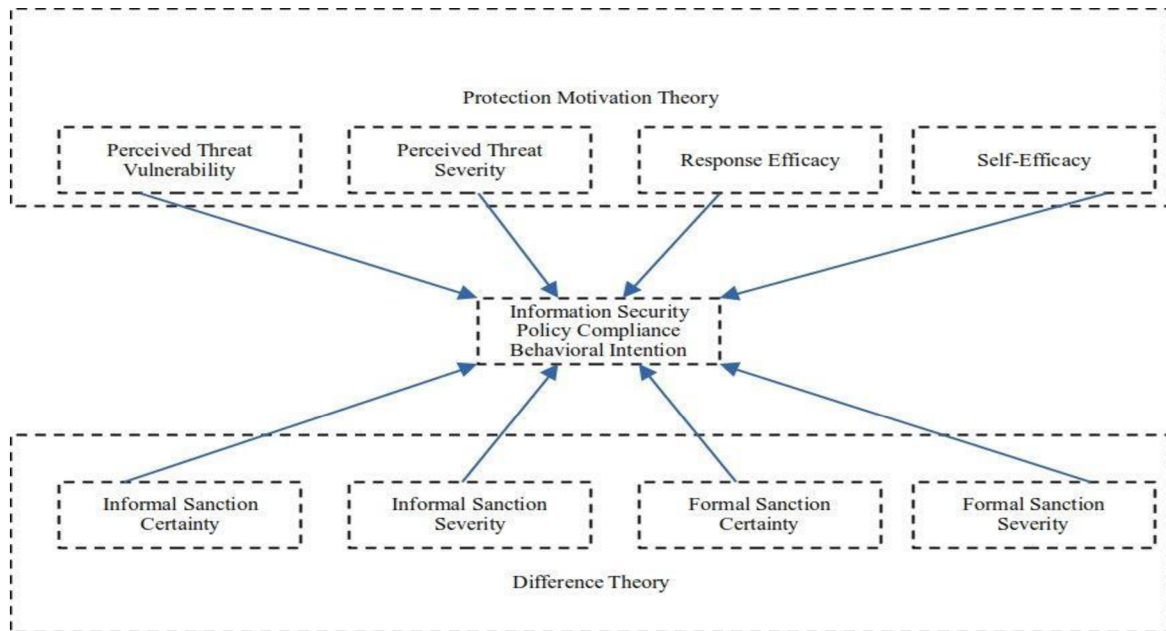 Protection Motivation Theory
Perceived Threat
Vulnerability
Perceived Threat
Severity
Response Efficacy
Self-Efficacy
Information Security
Policy Compliance
Behavioral Intention
Informal Sanction
Certainty
Informal Sanction
Severity
Formal Sanction
Certainty
Formal Sanction
Severity
Difference Theory